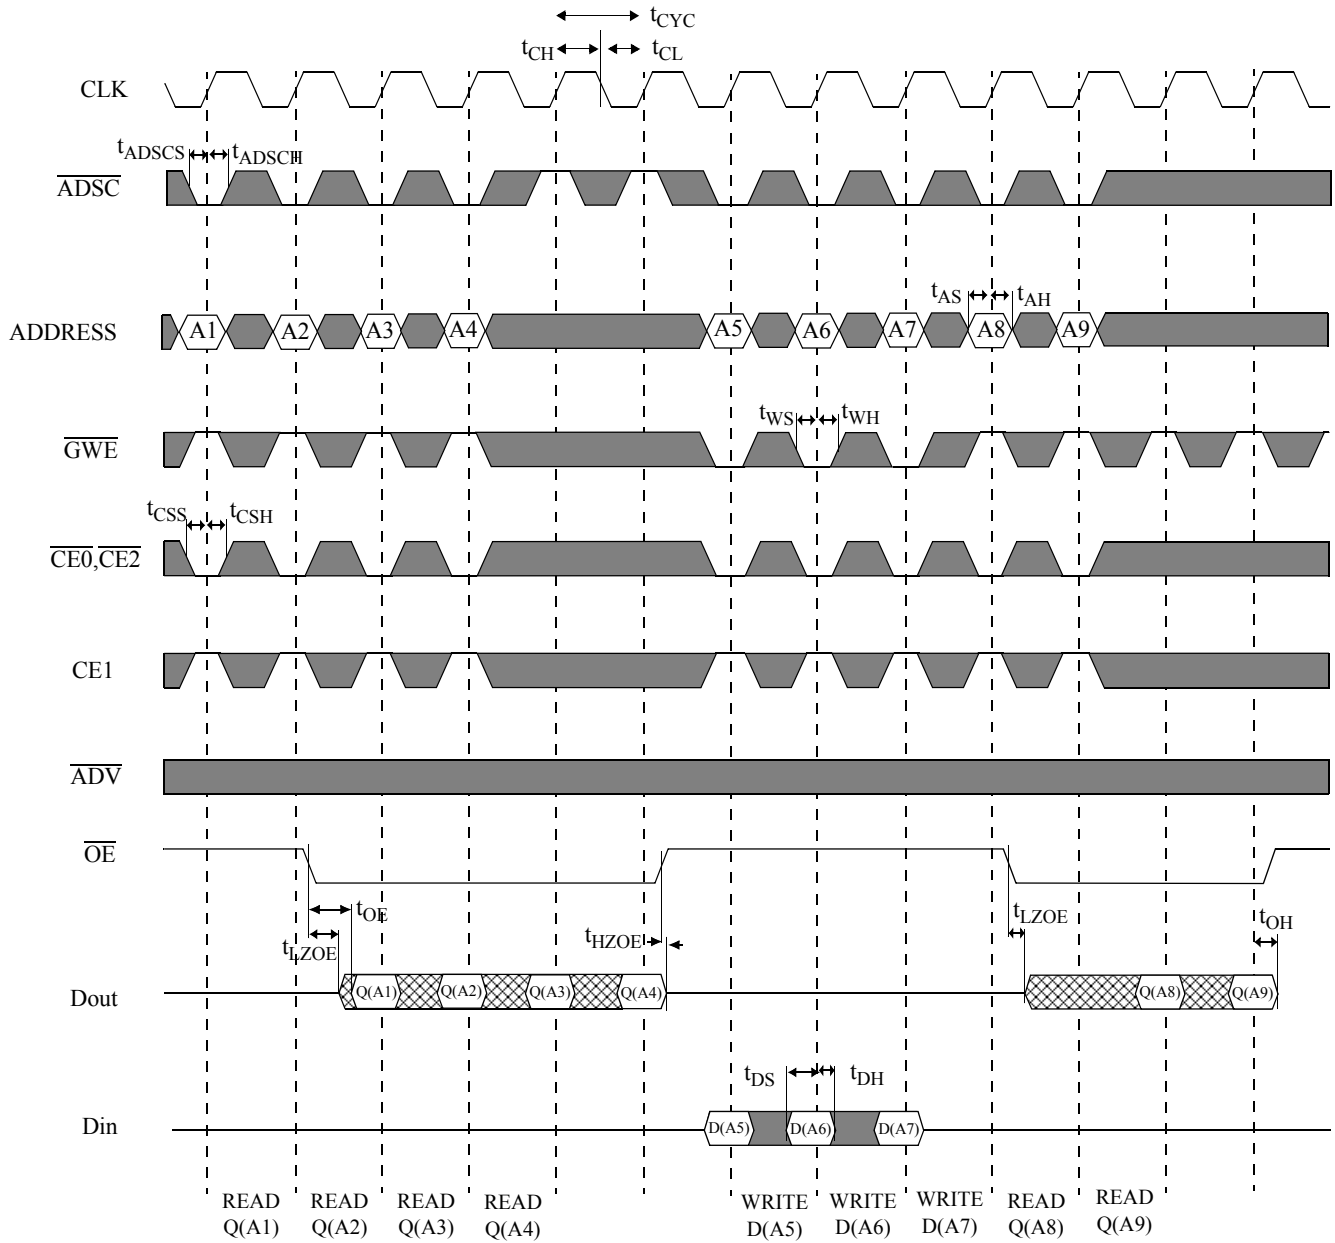 tCYC
tCH tCL
CLK
tADSCS tADSCH
ADSC
tAS tAH
ADDRESS A1 A2 A3 A4 A5 A6 A7 A8 A9
tWS tWH
GWE
tCSS tCSH
CE0,CE2
CE1
ADV
OE
tOE tLZOE tOH
tLZOE tHZOE
Dout Q(A1) Q(A2) Q(A3) Q(A4) Q(A8) Q(A9)
tDS tDH
Din D(A5) D(A6) D(A7)
READ READ READ READ WRITE WRITE WRITE READ READ
Q(A1) Q(A2) Q(A3) Q(A4) D(A5) D(A6) D(A7) Q(A8) Q(A9)